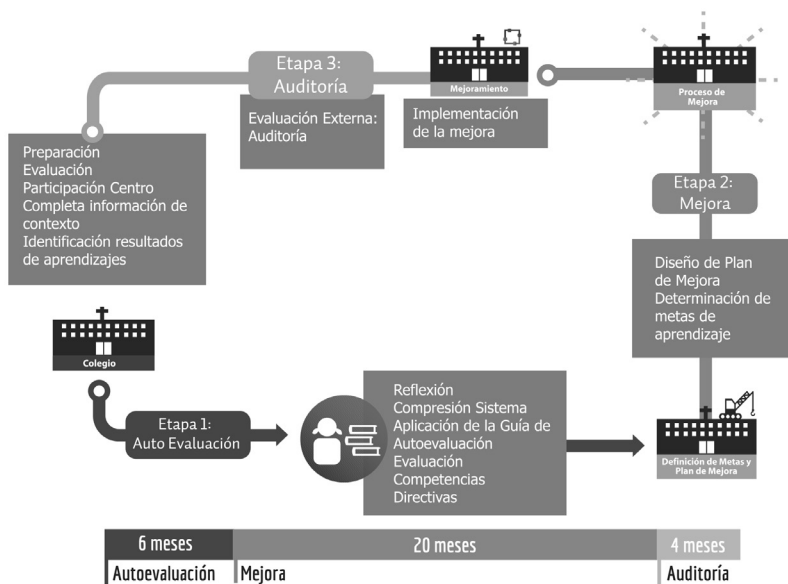 Etapa 3:
Auditoría
Mejoramiento
Proceso de
Mejora
Evaluación Externa:
Auditoría
Implementación
de la mejora
Preparación
Evaluación
Participación Centro
Completa información de
contexto
Identificación resultados
de aprendizajes
Etapa 2:
Mejora
Diseño de Plan
de Mejora
Determinación de
metas de
aprendizaje
Colegio
Etapa 1:
Auto Evaluación
Reflexión
Compresión Sistema
Aplicación de la Guía de
Autoevaluación
Evaluación
Competencias
Directivas
Definición de Metas y
Plan de Mejora
6 meses
20 meses
4 meses
Autoevaluación
Mejora
Auditoría